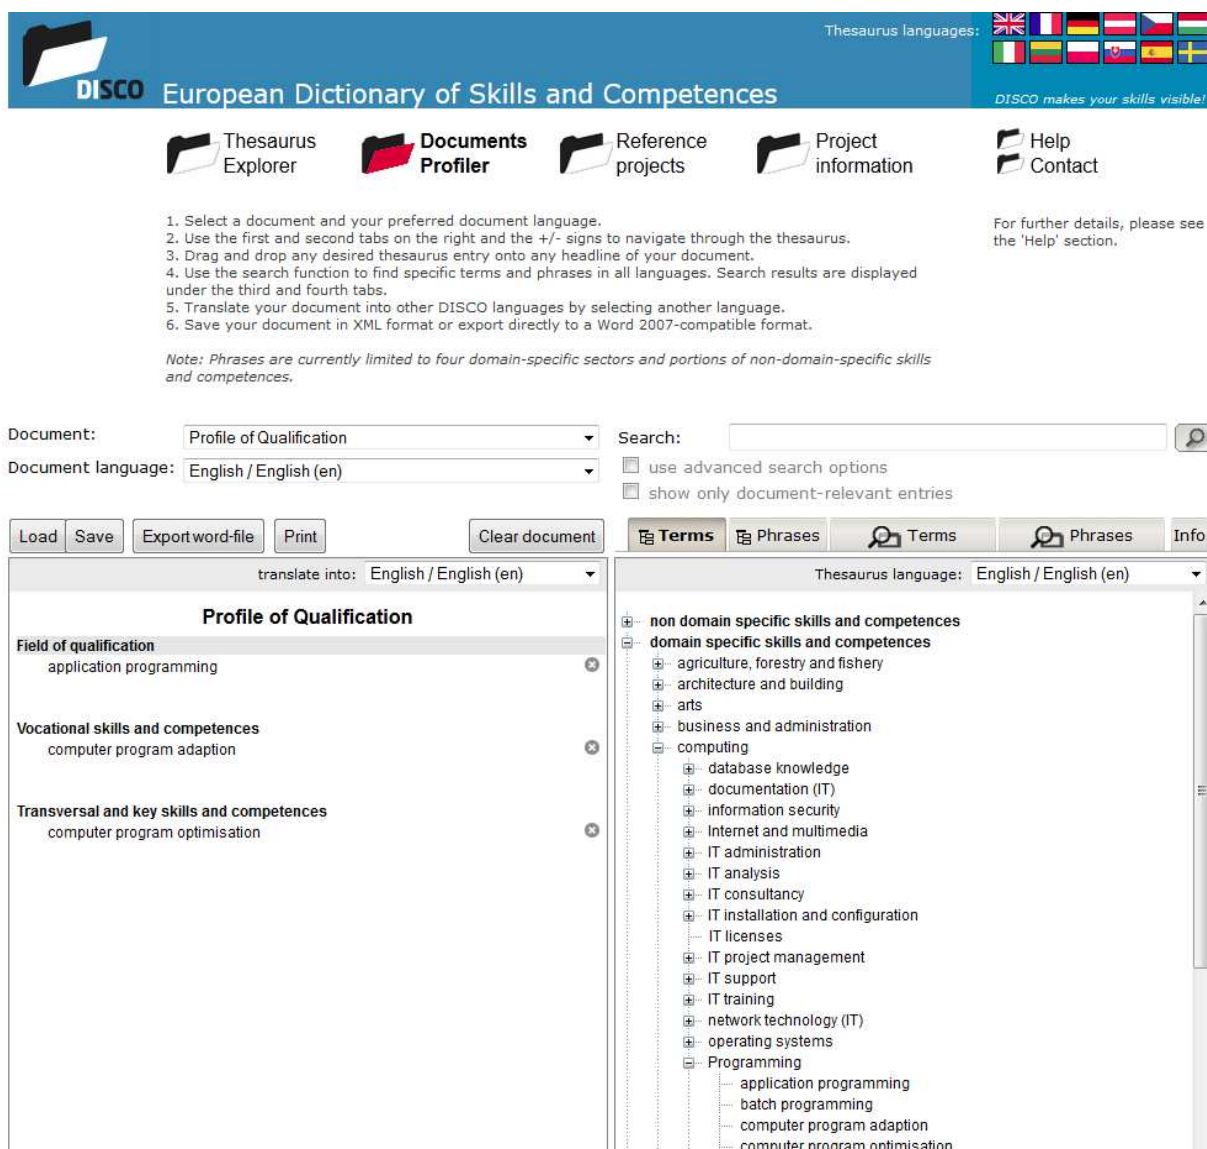 Thesaurus languages:
DISCO
European Dictionary of Skills and Competences
DISCO makes your skills visible!
Thesaurus
Explorer
Documents
Profiler
Reference
projects
Project
information
Help
Contact
1. Select a document and your preferred document language.
2. Use the first and second tabs on the right and the +/- signs to navigate through the thesaurus.
3. Drag and drop any desired thesaurus entry onto any headline of your document.
4. Use the search function to find specific terms and phrases in all languages. Search results are displayed
under the third and fourth tabs.
5. Translate your document into other DISCO languages by selecting another language.
6. Save your document in XML format or export directly to a Word 2007-compatible format.
Note: Phrases are currently limited to four domain-specific sectors and portions of non-domain-specific skills
and competences.
For further details, please see
the 'Help' section.
Document: Profile of Qualification
Document language: English / English (en)
Search:
use advanced search options
show only document-relevant entries
Load Save Export word-file Print Clear document
Terms Phrases Terms Phrases Info
translate into: English / English (en)
Profile of Qualification
Field of qualification
application programming
Vocational skills and competences
computer program adaption
Transversal and key skills and competences
computer program optimisation
Thesaurus language: English / English (en)
non domain specific skills and competences
domain specific skills and competences
agriculture, forestry and fishery
architecture and building
arts
business and administration
computing
database knowledge
documentation (IT)
information security
Internet and multimedia
IT administration
IT analysis
IT consultancy
IT installation and configuration
IT licenses
IT project management
IT support
IT training
network technology (IT)
operating systems
Programming
application programming
batch programming
computer program adaption
computer program optimisation